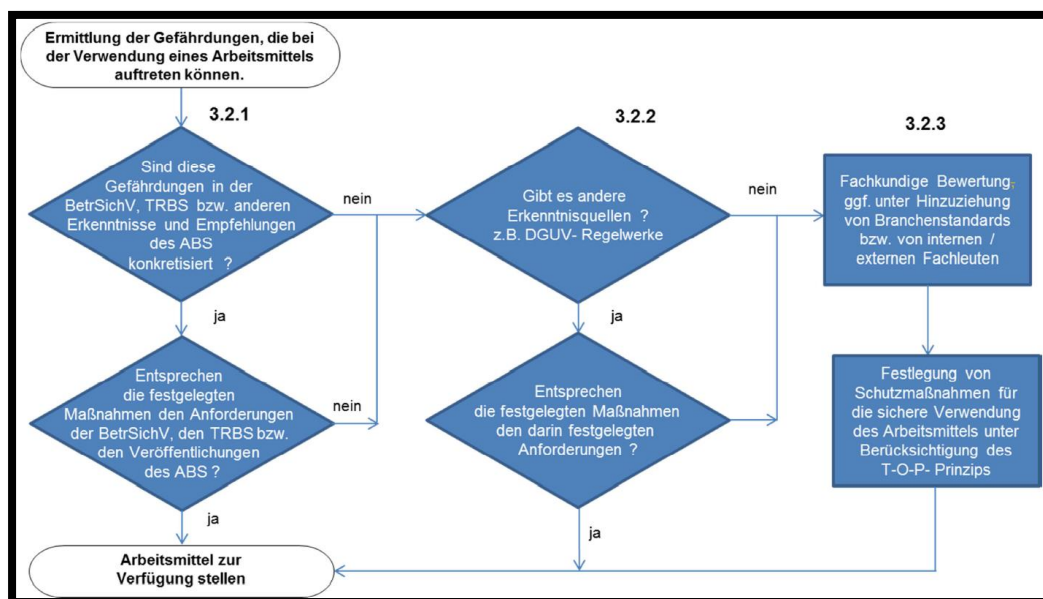 Ermittlung der Gefährdungen, die bei
der Verwendung eines Arbeitsmittels
auftreten können.
3.2.1
Sind diese
Gefährdungen in der
BetrSichV, TRBS bzw. anderen
Erkenntnisse und Empfehlungen
des ABS
konkretisiert ?
nein
ja
Entsprechen
die festgelegten
Maßnahmen den Anforderungen
der BetrSichV, den TRBS bzw.
den Veröffentlichungen
des ABS ?
nein
ja
Arbeitsmittel zur
Verfügung stellen
3.2.2
Gibt es andere
Erkenntnisquellen ?
z.B. DGUV- Regelwerke
nein
ja
Entsprechen
die festgelegten Maßnahmen
den darin festgelegten
Anforderungen ?
ja
3.2.3
Fachkundige Bewertung,
ggf. unter Hinzuziehung
von Branchenstandards
bzw. von internen /
externen Fachleuten
Festlegung von
Schutzmaßnahmen für
die sichere Verwendung
des Arbeitsmittels unter
Berücksichtigung des
T-O-P- Prinzips